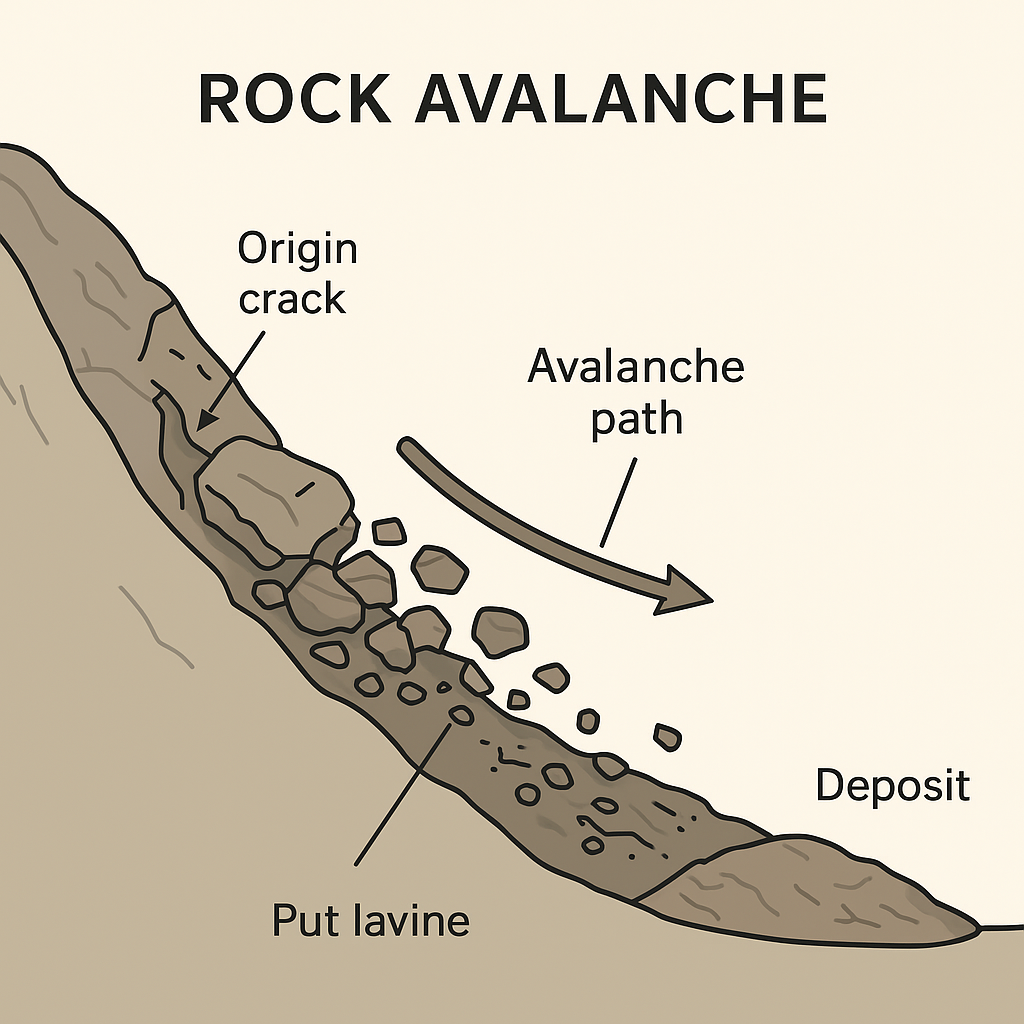 ROCK AVALANCHE
Origin
crack
Avalanche
path
Deposit
Put lavine